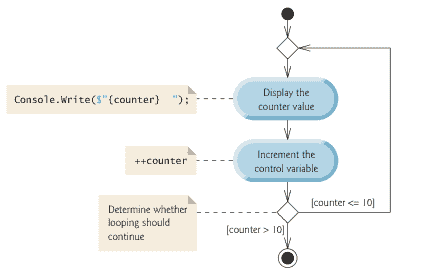 Display the
counter value
Console.Write($"{counter}  ");
Increment the
control variable
++counter
Determine whether
looping should
continue
[counter <= 10]
[counter > 10]